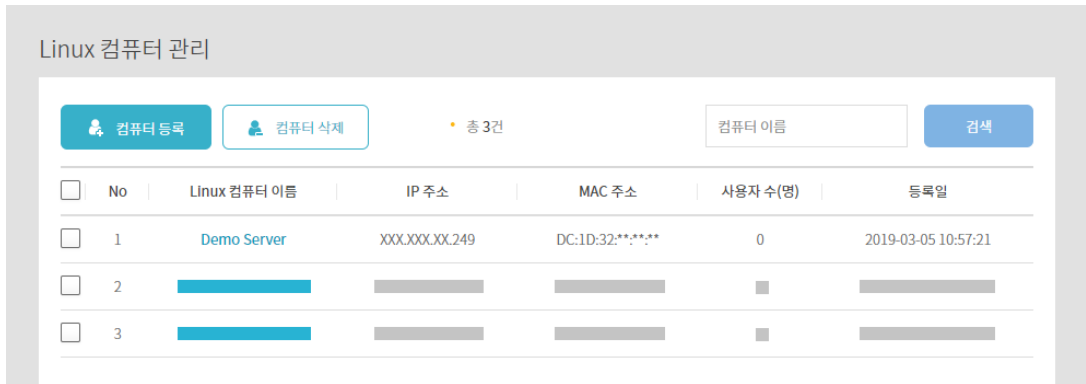 Linux 컴퓨터 관리
컴퓨터 등록 컴퓨터 삭제 • 총 3건 컴퓨터 이름 검색
No Linux 컴퓨터 이름 IP 주소 MAC 주소 사용자 수(명) 등록일
1 Demo Server XXX.XXX.XX.249 DC:1D:32:**:**:** 0 2019-03-05 10:57:21
2
3